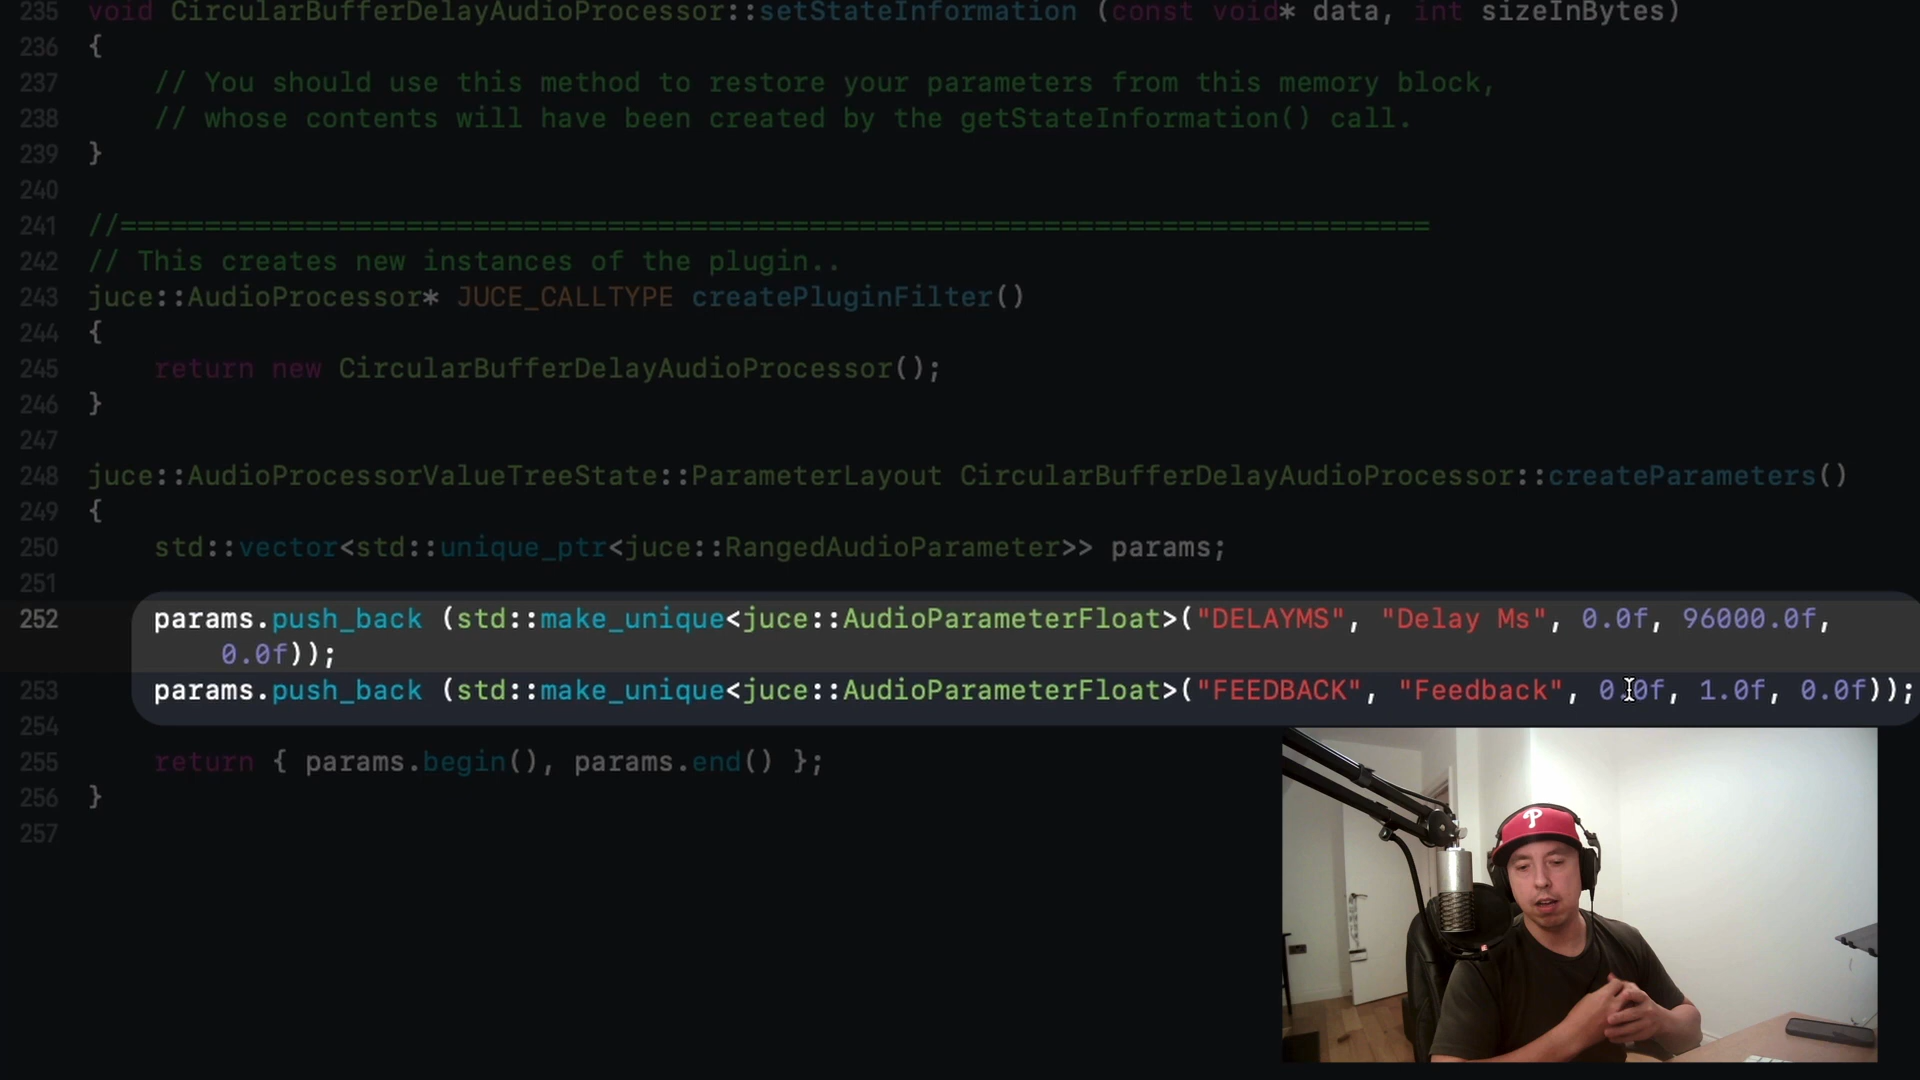 235 void CircularBufferDelayAudioProcessor::setStateInformation (const void* data, int sizeInBytes)
236 {
237     // You should use this method to restore your parameters from this memory block,
238     // whose contents will have been created by the getStateInformation() call.
239 }
240
241 //==============================================================================
242 // This creates new instances of the plugin..
243 juce::AudioProcessor* JUCE_CALLTYPE createPluginFilter()
244 {
245     return new CircularBufferDelayAudioProcessor();
246 }
247
248 juce::AudioProcessorValueTreeState::ParameterLayout CircularBufferDelayAudioProcessor::createParameters()
249 {
250     std::vector<std::unique_ptr<juce::RangedAudioParameter>> params;
251
252     params.push_back (std::make_unique<juce::AudioParameterFloat>("DELAYMS", "Delay Ms", 0.0f, 96000.0f,
        0.0f));
253     params.push_back (std::make_unique<juce::AudioParameterFloat>("FEEDBACK", "Feedback", 0.0f, 1.0f, 0.0f));
254
255     return { params.begin(), params.end() };
256 }
257
P